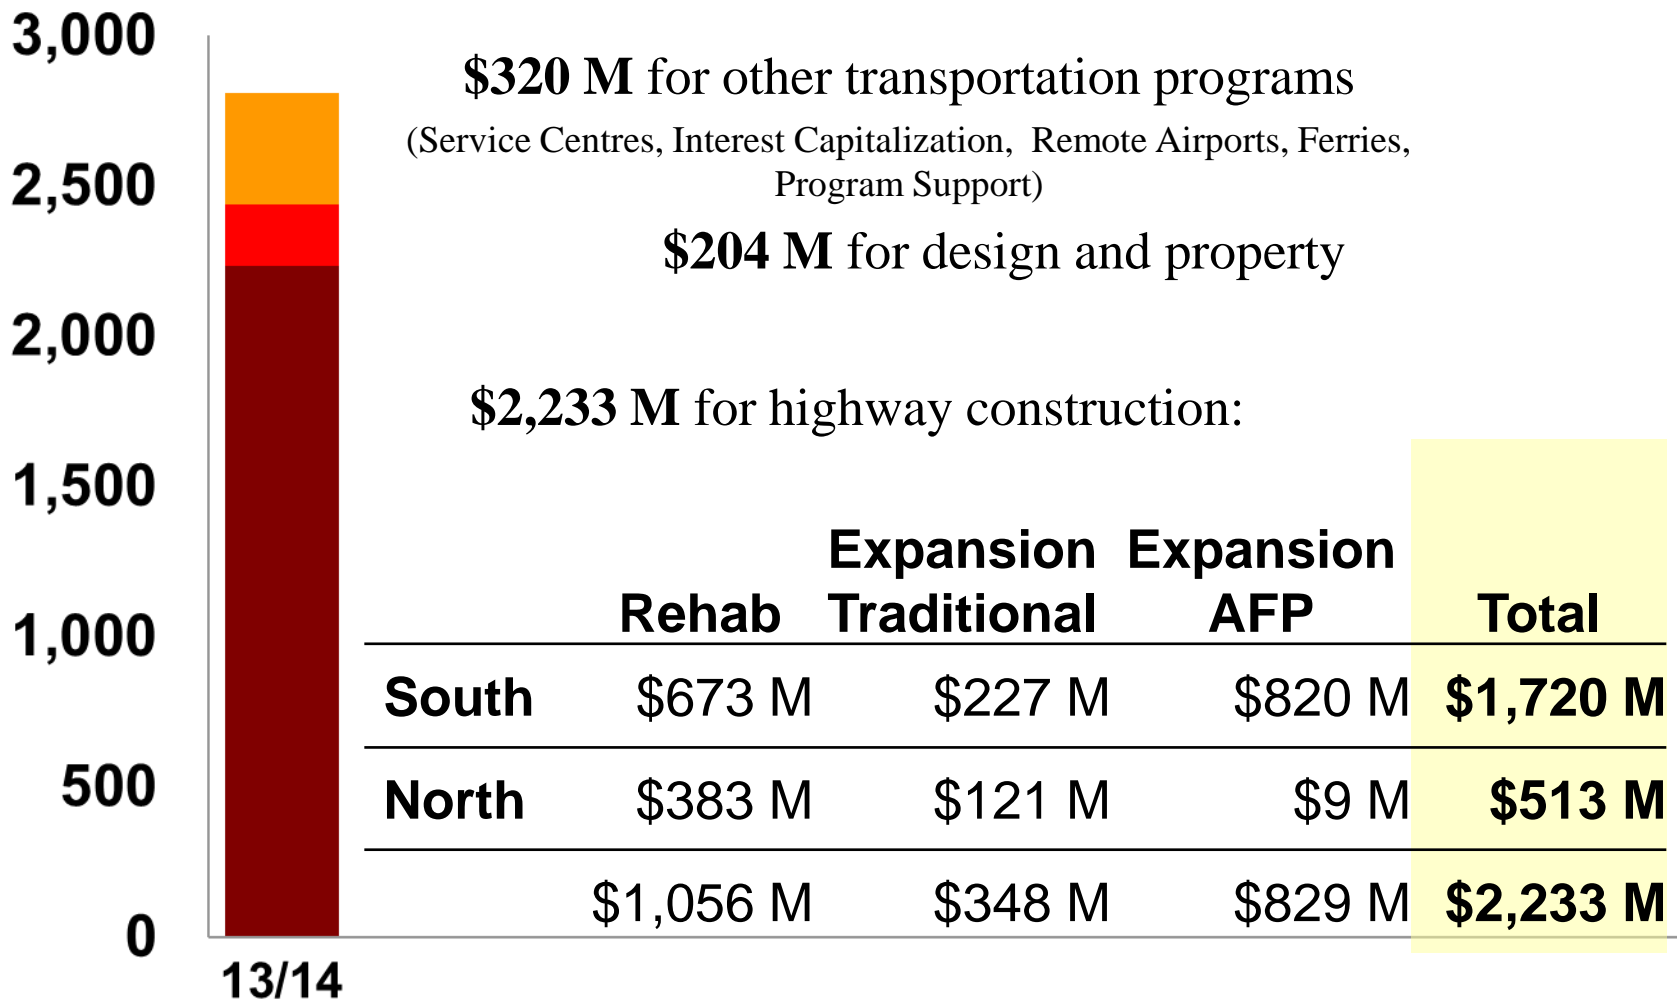 3,000
$320 M for other transportation programs
(Service Centres, Interest Capitalization, Remote Airports, Ferries,
Program Support)
2,500
$204 M for design and property
2,000
$2,233 M for highway construction:
1,500
Expansion Expansion
Rehab Traditional AFP Total
1,000
South $673 M $227 M $820 M $1,720 M
500
North $383 M $121 M $9 M $513 M
$1,056 M $348 M $829 M $2,233 M
0
13/14